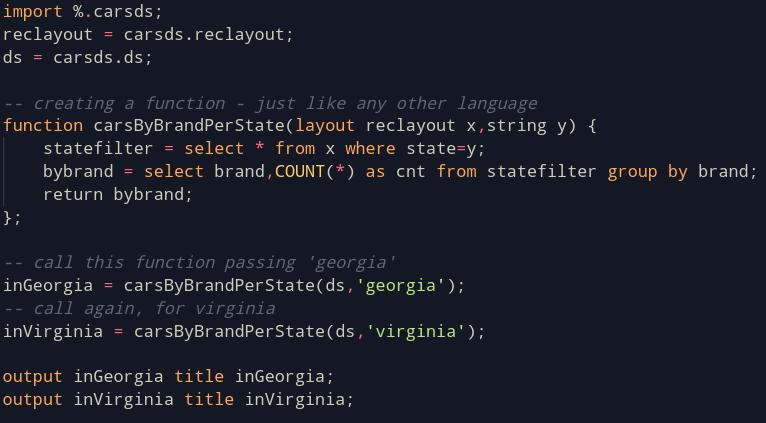 import %.carsds;
reclayout = carsds.reclayout;
ds = carsds.ds;

-- creating a function - just like any other language
function carsByBrandPerState(layout reclayout x,string y) {
    statefilter = select * from x where state=y;
    bybrand = select brand,COUNT(*) as cnt from statefilter group by brand;
    return bybrand;
};

-- call this function passing 'georgia'
inGeorgia = carsByBrandPerState(ds,'georgia');
-- call again, for virginia
inVirginia = carsByBrandPerState(ds,'virginia');

output inGeorgia title inGeorgia;
output inVirginia title inVirginia;